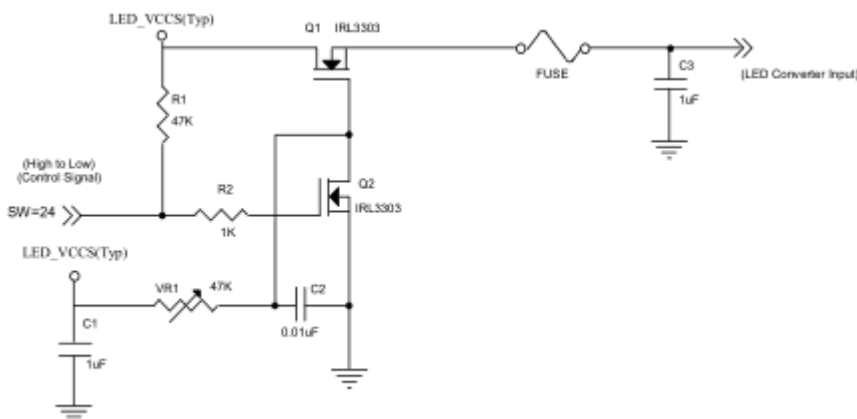 LED_VCCS(Typ)
Q1 IRL3303
R1
47K
FUSE
C3
1uF
(LED Converter Input)
(High to Low)
(Control Signal)
SW=24
R2
1K
Q2
IRL3303
LED_VCCS(Typ)
VR1
47K
C2
0.01uF
C1
1uF